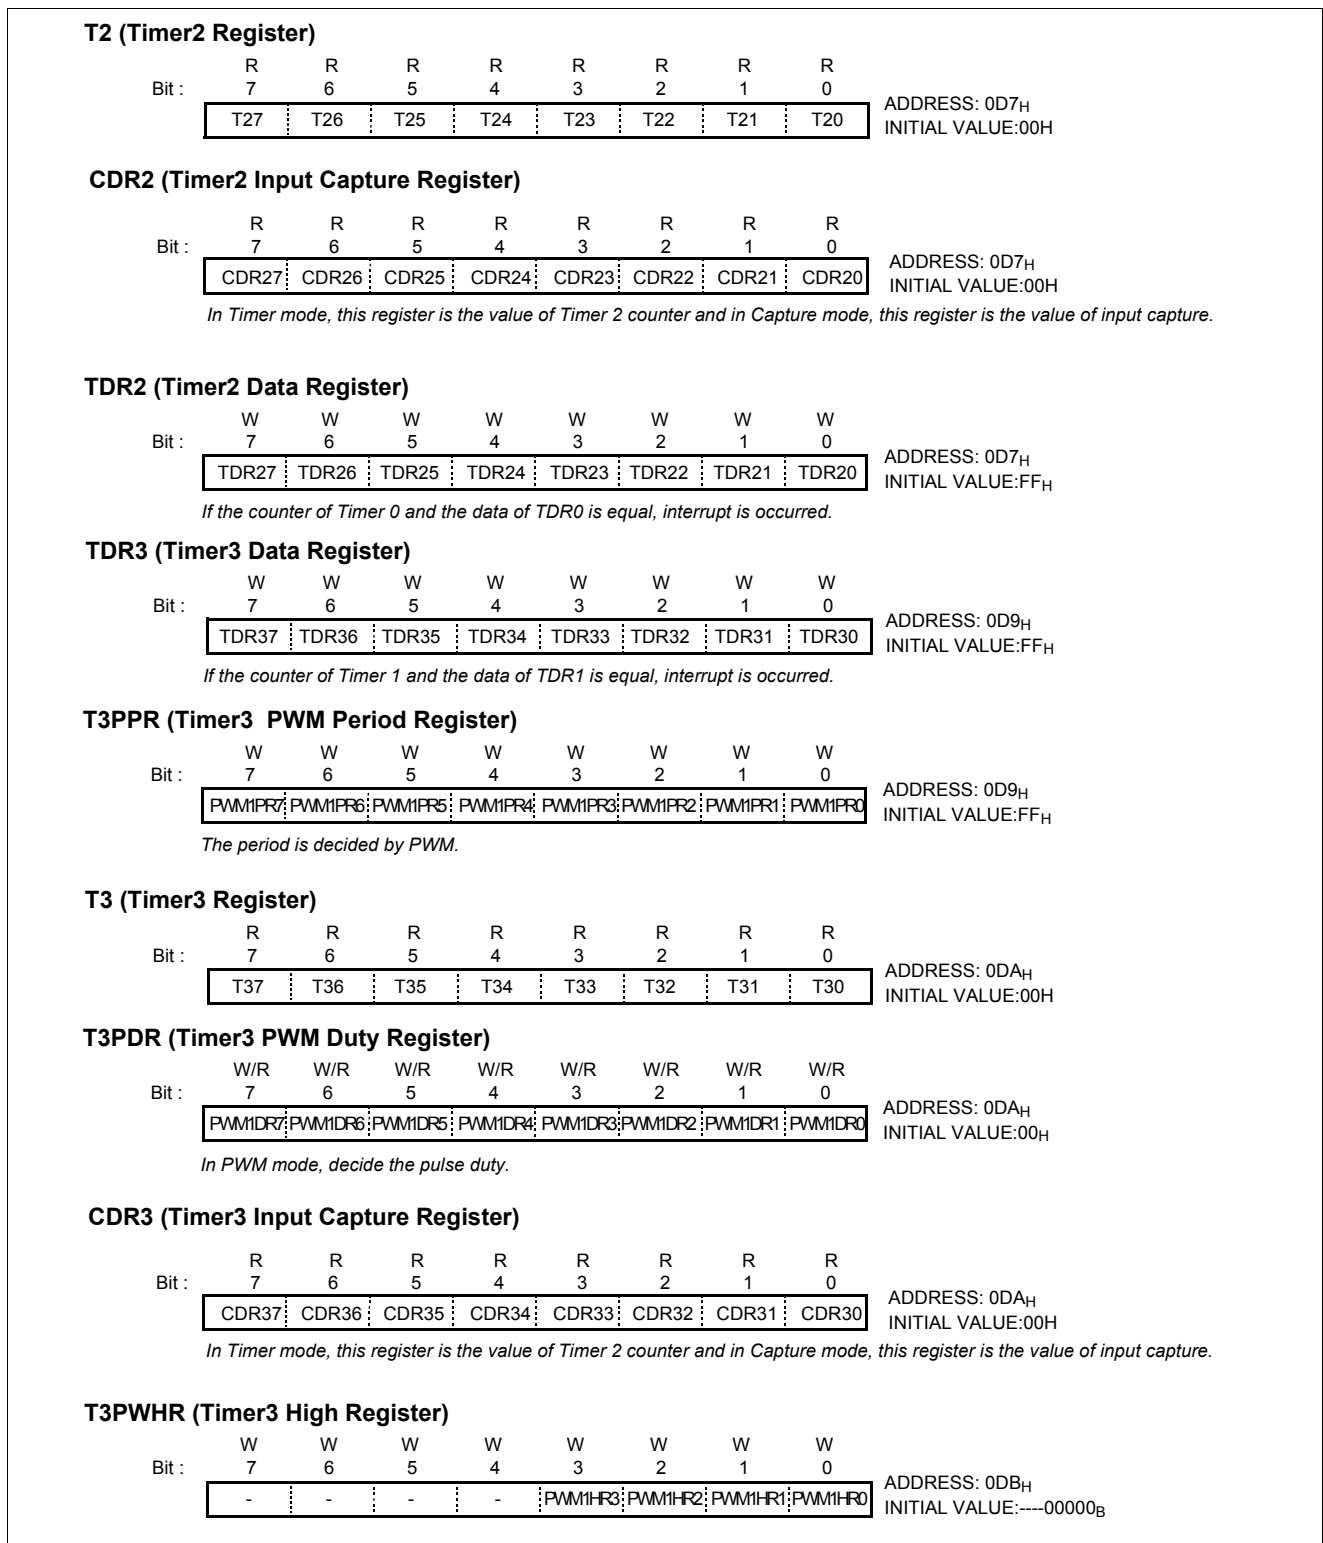 T2 (Timer2 Register)
R R R R R R R R
Bit : 7 6 5 4 3 2 1 0
T27 T26 T25 T24 T23 T22 T21 T20
ADDRESS: 0D7H
INITIAL VALUE:00H
CDR2 (Timer2 Input Capture Register)
R R R R R R R R
Bit : 7 6 5 4 3 2 1 0
CDR27 CDR26 CDR25 CDR24 CDR23 CDR22 CDR21 CDR20
ADDRESS: 0D7H
INITIAL VALUE:00H
In Timer mode, this register is the value of Timer 2 counter and in Capture mode, this register is the value of input capture.
TDR2 (Timer2 Data Register)
W W W W W W W W
Bit : 7 6 5 4 3 2 1 0
TDR27 TDR26 TDR25 TDR24 TDR23 TDR22 TDR21 TDR20
ADDRESS: 0D7H
INITIAL VALUE:FFH
If the counter of Timer 0 and the data of TDR0 is equal, interrupt is occurred.
TDR3 (Timer3 Data Register)
W W W W W W W W
Bit : 7 6 5 4 3 2 1 0
TDR37 TDR36 TDR35 TDR34 TDR33 TDR32 TDR31 TDR30
ADDRESS: 0D9H
INITIAL VALUE:FFH
If the counter of Timer 1 and the data of TDR1 is equal, interrupt is occurred.
T3PPR (Timer3 PWM Period Register)
W W W W W W W W
Bit : 7 6 5 4 3 2 1 0
PWM1PR7 PWM1PR6 PWM1PR5 PWM1PR4 PWM1PR3 PWM1PR2 PWM1PR1 PWM1PR0
ADDRESS: 0D9H
INITIAL VALUE:FFH
The period is decided by PWM.
T3 (Timer3 Register)
R R R R R R R R
Bit : 7 6 5 4 3 2 1 0
T37 T36 T35 T34 T33 T32 T31 T30
ADDRESS: 0DAH
INITIAL VALUE:00H
T3PDR (Timer3 PWM Duty Register)
W/R W/R W/R W/R W/R W/R W/R W/R
Bit : 7 6 5 4 3 2 1 0
PWM1DR7 PWM1DR6 PWM1DR5 PWM1DR4 PWM1DR3 PWM1DR2 PWM1DR1 PWM1DR0
ADDRESS: 0DAH
INITIAL VALUE:00H
In PWM mode, decide the pulse duty.
CDR3 (Timer3 Input Capture Register)
R R R R R R R R
Bit : 7 6 5 4 3 2 1 0
CDR37 CDR36 CDR35 CDR34 CDR33 CDR32 CDR31 CDR30
ADDRESS: 0DAH
INITIAL VALUE:00H
In Timer mode, this register is the value of Timer 2 counter and in Capture mode, this register is the value of input capture.
T3PWHR (Timer3 High Register)
W W W W W W W W
Bit : 7 6 5 4 3 2 1 0
- - - - PWM1HR3 PWM1HR2 PWM1HR1 PWM1HR0
ADDRESS: 0DBH
INITIAL VALUE:----00000B